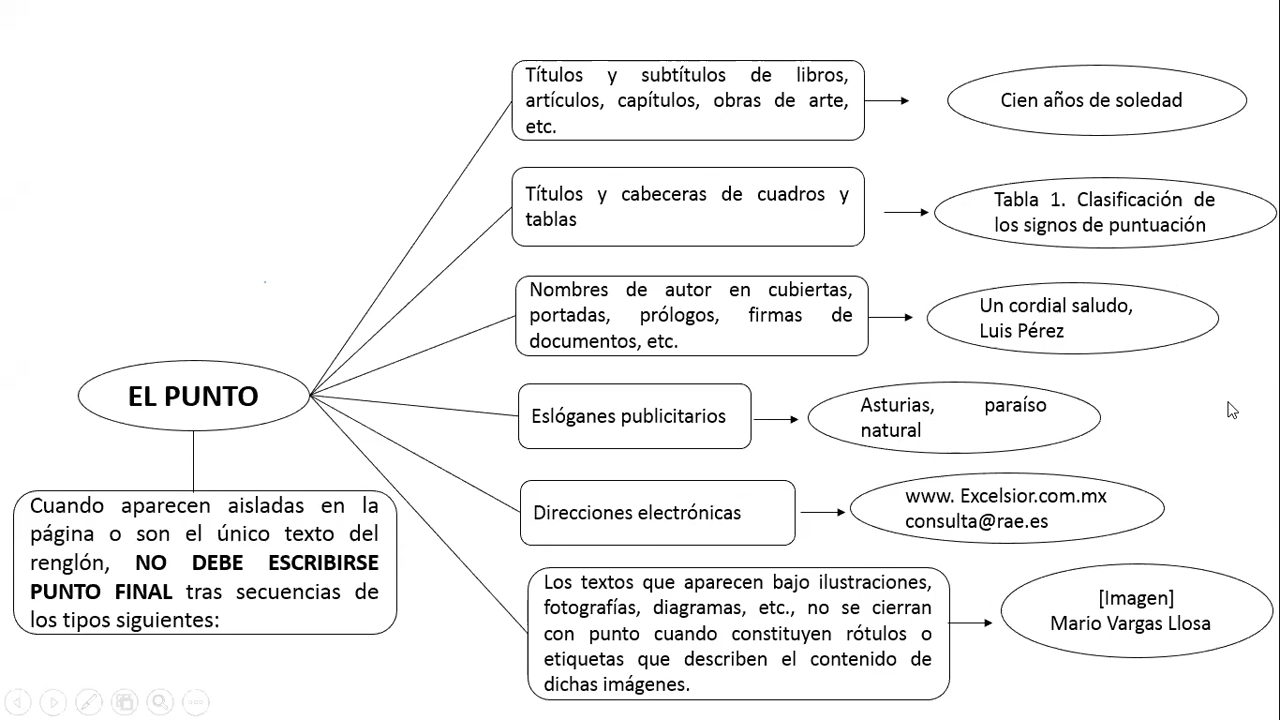 Títulos y subtítulos de libros,
artículos, capítulos, obras de arte,
etc.
Cien años de soledad
Títulos y cabeceras de cuadros y
tablas
Tabla 1. Clasificación de
los signos de puntuación
Nombres de autor en cubiertas,
portadas, prólogos, firmas de
documentos, etc.
Un cordial saludo,
Luis Pérez
EL PUNTO
Eslóganes publicitarios
Asturias, paraíso
natural
Cuando aparecen aisladas en la
página o son el único texto del
renglón, NO DEBE ESCRIBIRSE
PUNTO FINAL tras secuencias de
los tipos siguientes:
Direcciones electrónicas
www. Excelsior.com.mx
consulta@rae.es
Los textos que aparecen bajo ilustraciones,
fotografías, diagramas, etc., no se cierran
con punto cuando constituyen rótulos o
etiquetas que describen el contenido de
dichas imágenes.
[Imagen]
Mario Vargas Llosa